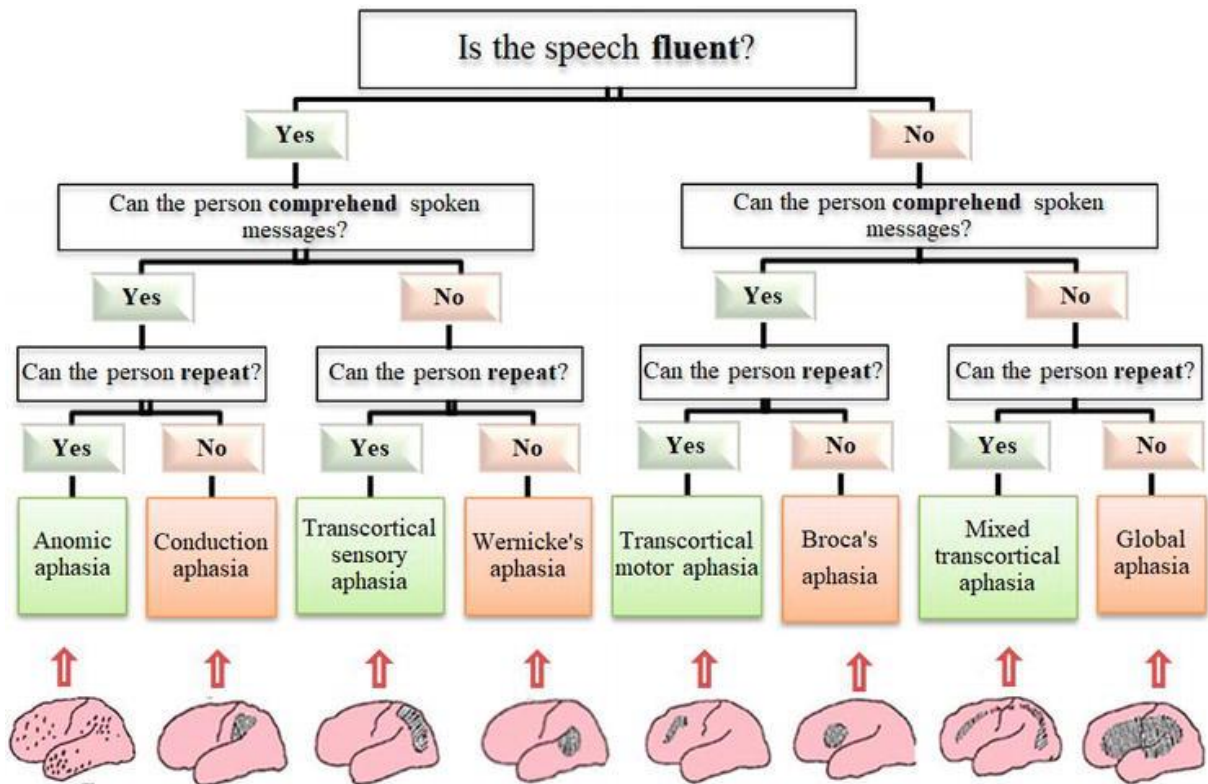 Is the speech fluent?
Yes
No
Can the person comprehend spoken
messages?
Can the person comprehend spoken
messages?
Yes
No
Yes
No
Can the person repeat?
Can the person repeat?
Can the person repeat?
Can the person repeat?
Yes
No
Yes
No
Yes
No
Yes
No
Anomic
aphasia
Conduction
aphasia
Transcortical
sensory
aphasia
Wernicke's
aphasia
Transcortical
motor aphasia
Broca's
aphasia
Mixed
transcortical
aphasia
Global
aphasia